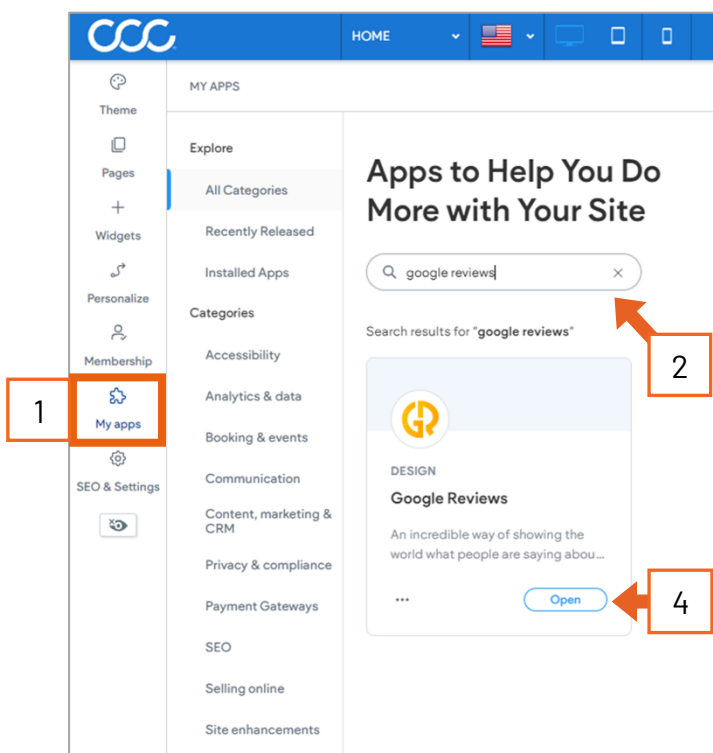 CCC
HOME
Theme
Pages
Widgets
Personalize
Membership
1
My apps
SEO & Settings
MY APPS
Explore
All Categories
Recently Released
Installed Apps
Categories
Accessibility
Analytics & data
Booking & events
Communication
Content, marketing &
CRM
Privacy & compliance
Payment Gateways
SEO
Selling online
Site enhancements
Apps to Help You Do
More with Your Site
google reviews
2
Search results for "google reviews"
GR
DESIGN
Google Reviews
An incredible way of showing the
world what people are saying abou...
... Open
4